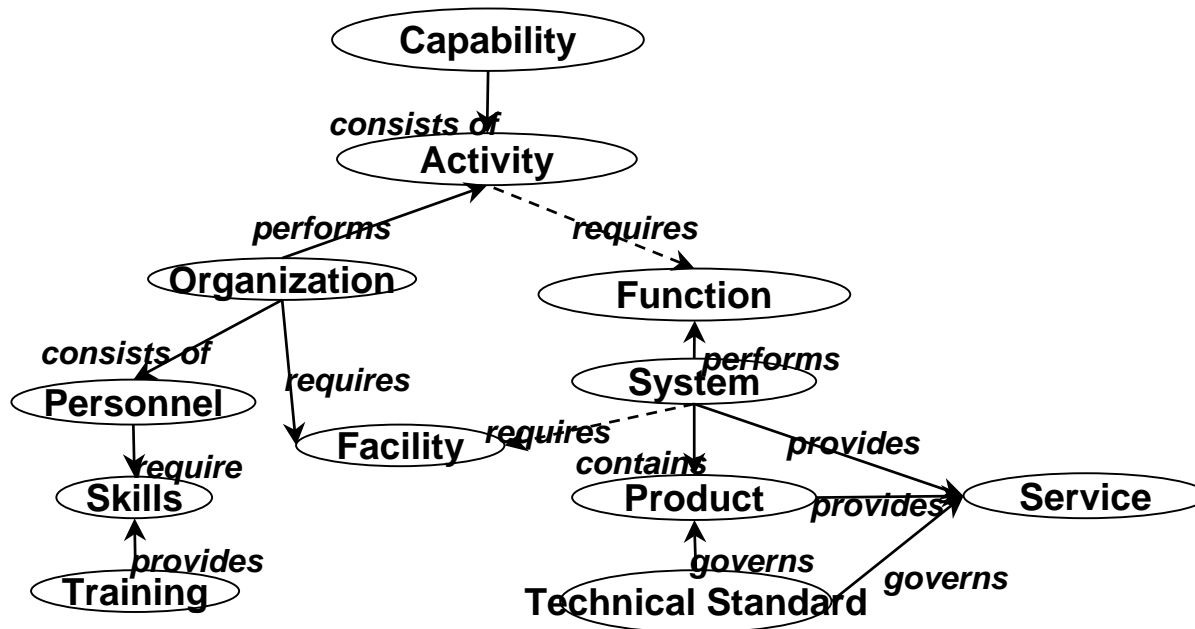 Capability
consists of
Activity
performs
requires
Organization
Function
consists of
performs
Personnel
requires
System
Facility
requires
provides
require
contains
Skills
Product
provides
Service
provides
governs
governs
Training
Technical Standard